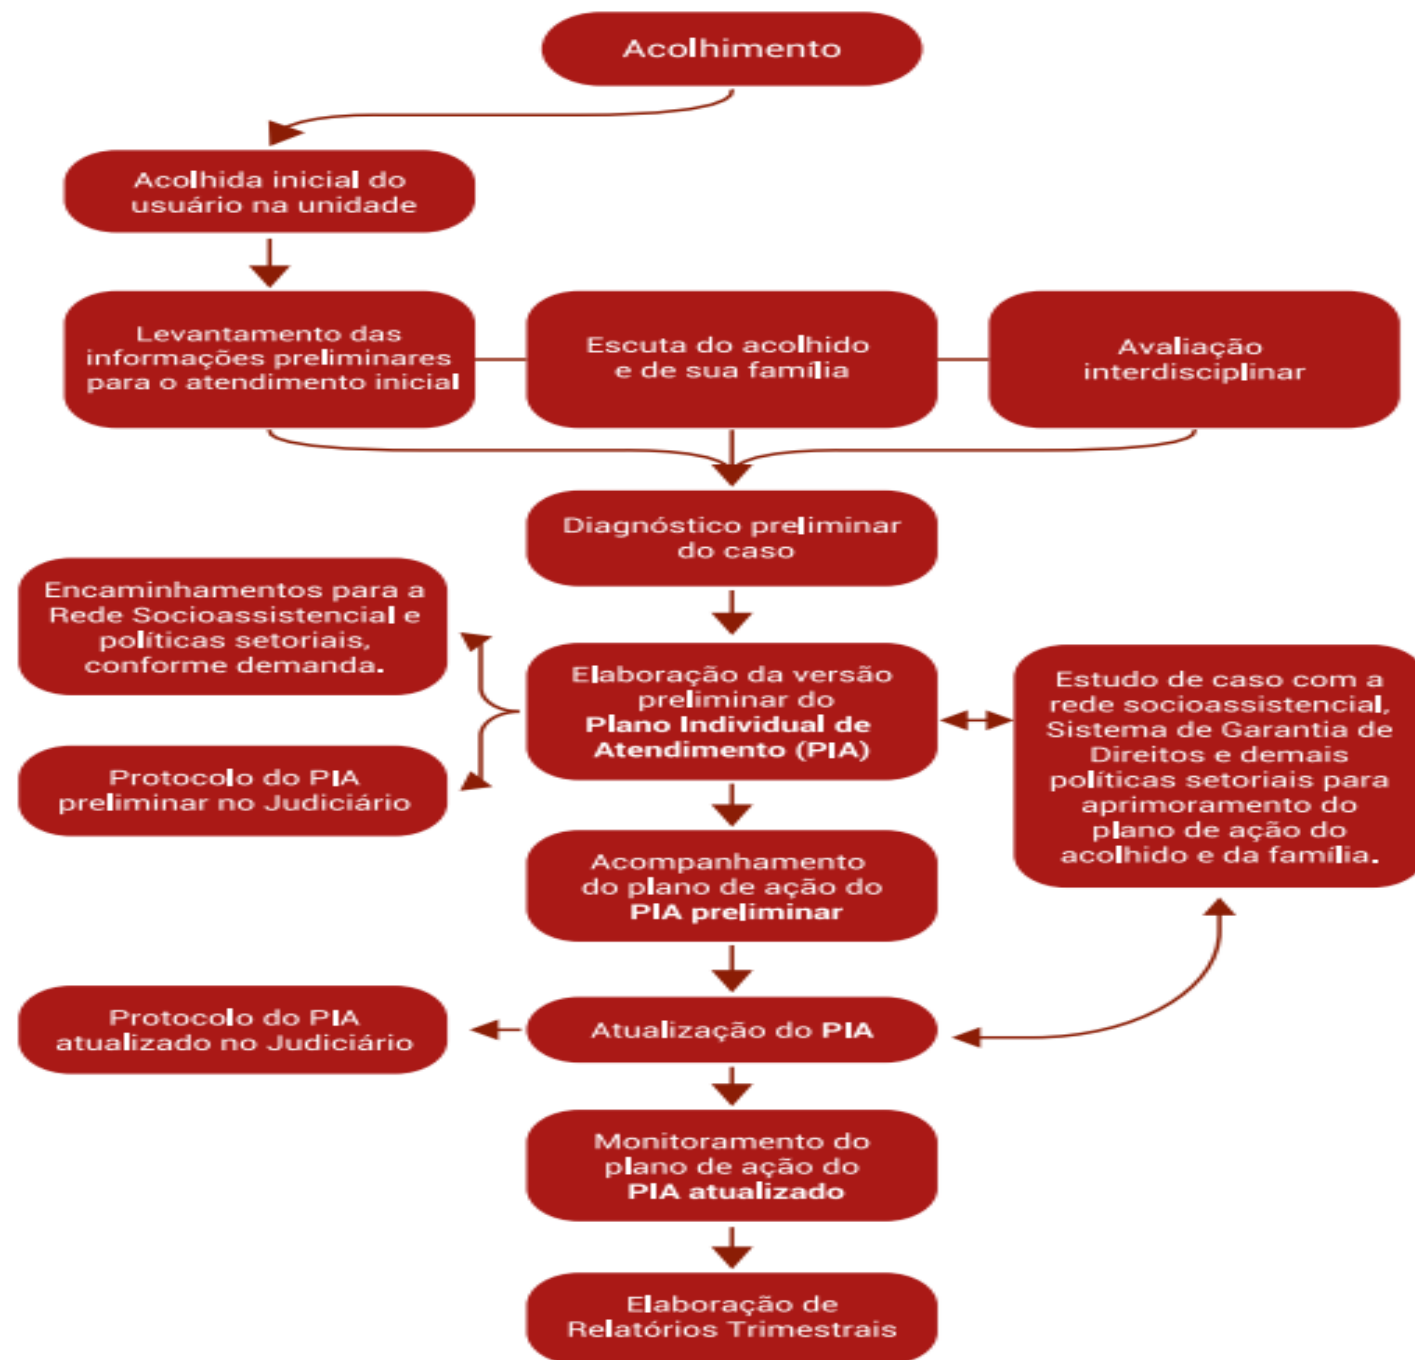 Acolhimento
Acolhida inicial do
usuário na unidade
Levantamento das
informações preliminares
para o atendimento inicial
Escuta do acolhido
e de sua família
Avaliação
interdisciplinar
Diagnóstico preliminar
do caso
Encaminhamentos para a
Rede Socioassistencial e
políticas setoriais,
conforme demanda.
Elaboração da versão
preliminar do
Plano Individual de
Atendimento (PIA)
Estudo de caso com a
rede socioassistencial,
Sistema de Garantia de
Direitos e demais
políticas setoriais para
aprimoramento do
plano de ação do
acolhido e da família.
Protocolo do PIA
preliminar no Judiciário
Acompanhamento
do plano de ação do
PIA preliminar
Protocolo do PIA
atualizado no Judiciário
Atualização do PIA
Monitoramento do
plano de ação do
PIA atualizado
Elaboração de
Relatórios Trimestrais